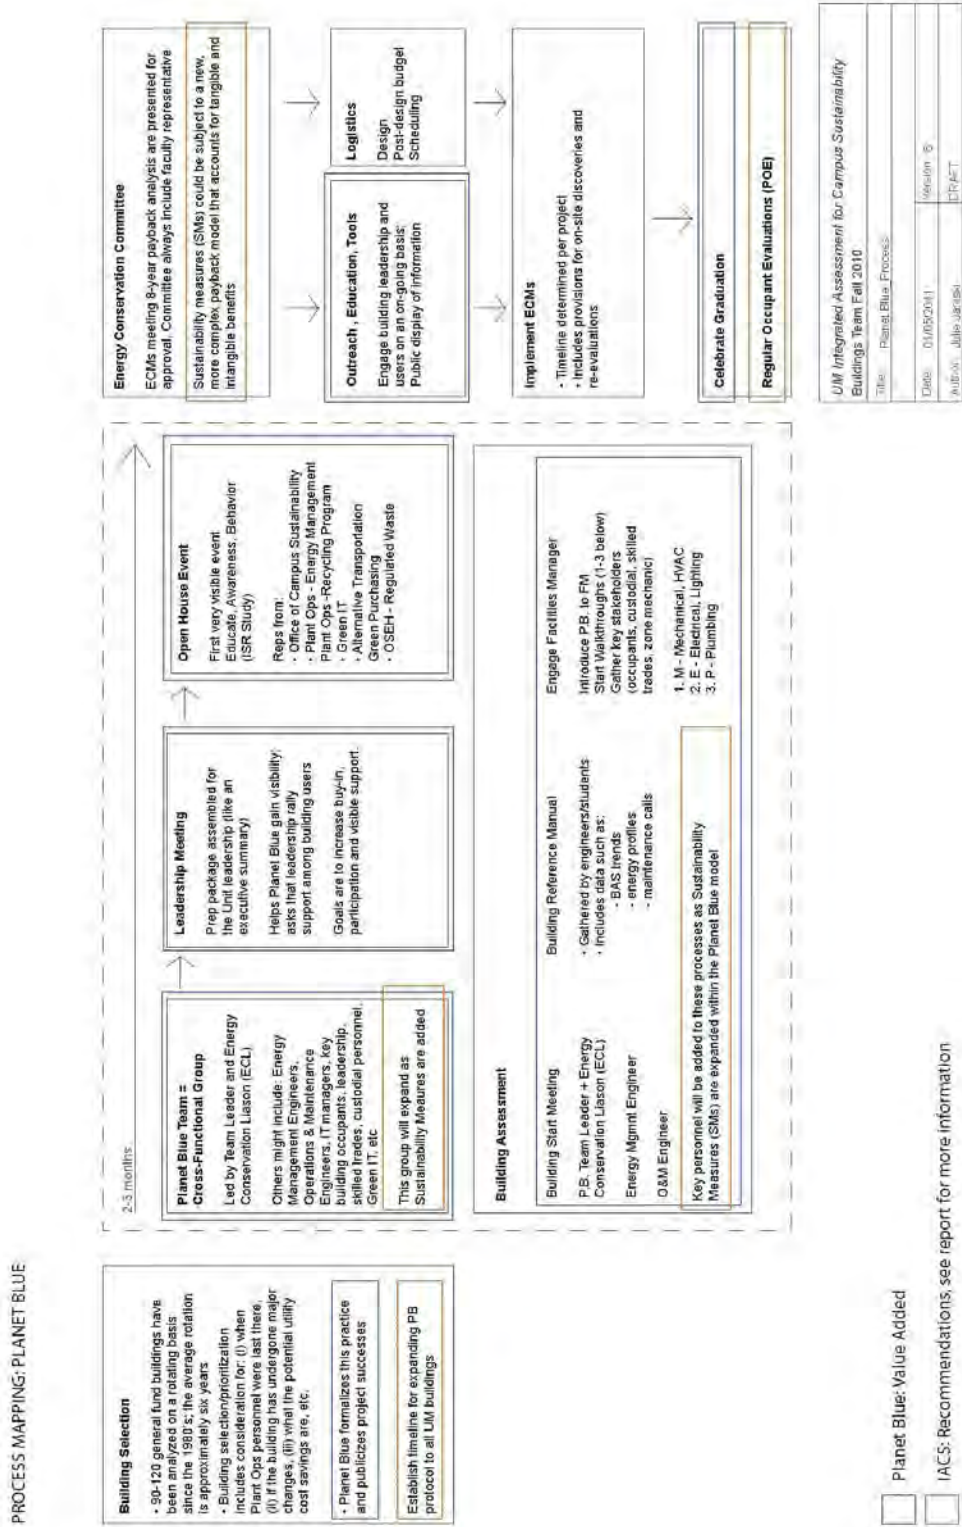 PROCESS MAPPING: PLANET BLUE
Building Selection
• 90-120 general fund buildings have
been analyzed on a rotating basis
since the 1980's; the average rotation
is approximately six years
• Building selection/prioritization
includes consideration for: (i) when
Plant Ops personnel were last there,
(ii) if the building has undergone major
changes, (iii) what the potential utility
cost savings are, etc.
• Planet Blue formalizes this practice
and publicizes project successes
Establish timeline for expanding PB
protocol to all UM buildings
2-3 months
Planet Blue Team =
Cross-Functional Group
Led by Team Leader and Energy
Conservation Liason (ECL)
Others might include: Energy
Management Engineers,
Operations & Maintenance
Engineers, IT managers, key
building occupants, leadership,
skilled trades, custodial personnel,
Green IT, etc
This group will expand as
Sustainability Meaures are added
Leadership Meeting
Prep package assembled for
the Unit leadership (like an
executive summary)
Helps Planet Blue gain visibility;
asks that leadership rally
support among building users
Goals are to increase buy-in,
participation and visible support.
Open House Event
First very visible event
Educate, Awareness, Behavior
(ISR Study)
Reps from:
• Office of Campus Sustainability
• Plant Ops - Energy Management
Plant Ops -Recycling Program
• Green IT
• Alternative Transportation
Green Purchasing
• OSEH - Regulated Waste
Building Assessment
Building Start Meeting
P.B. Team Leader + Energy
Conservation Liason (ECL)
Energy Mgmnt Engineer
O&M Engineer
Building Reference Manual
• Gathered by engineers/students
• Includes data such as:
- BAS trends
- energy profiles
- maintenance calls
Engage Facilities Manager
Introduce P.B. to FM
Start Walkthroughs (1-3 below)
Gather key stakeholders
(occupants, custodial, skilled
trades, zone mechanic)
1. M - Mechanical, HVAC
2. E - Electrical, Lighting
3. P - Plumbing
Key personnel will be added to these processes as Sustainability
Measures (SMs) are expanded within the Planet Blue model
Energy Conservation Committee
ECMs meeting 8-year payback analysis are presented for
approval. Committee always include faculty representative
Sustainability measures (SMs) could be subject to a new,
more complex payback model that accounts for tangible and
intangible benefits
Outreach , Education, Tools
Engage building leadership and
users on an on-going basis;
Public display of information
Logistics
Design
Post-design budget
Scheduling
Implement ECMs
• Timeline determined per project
• Includes provisions for on-site discoveries and
re-evaluations
Celebrate Graduation
Regular Occupant Evaluations (POE)
Planet Blue: Value Added
IACS: Recommendations, see report for more information
UM Integrated Assessment for Campus Sustainability
Buildings Team Fall 2010
Title: Planet Blue Process
Date: 01/05/2011 Version: 6
Author: Julie DRAFT